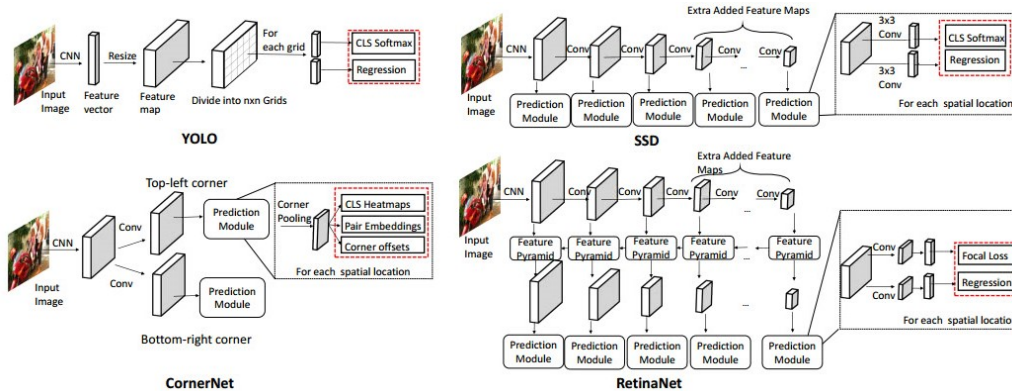 CNN
Resize
For
each grid
CLS Softmax
Regression
Input
Image
Feature
vector
Feature
map
Divide into nxn Grids
YOLO
Extra Added Feature Maps
CNN
Conv
Conv
Conv
Conv
...
Conv
Prediction
Module
Prediction
Module
Prediction
Module
Prediction
Module
Prediction
Module
3x3
Conv
CLS Softmax
Regression
3x3
Conv
For each spatial location
Input
Image
SSD
Top-left corner
CNN
Conv
Conv
Prediction
Module
Prediction
Module
Corner
Pooling
CLS Heatmaps
Pair Embeddings
Corner offsets
For each spatial location
Input
Image
Bottom-right corner
CornerNet
Extra Added Feature
Maps
CNN
Conv
Conv
Conv
Conv
...
Conv
Input
Image
Feature
Pyramid
Feature
Pyramid
Feature
Pyramid
Feature
Pyramid
...
Feature
Pyramid
...
Prediction
Module
Prediction
Module
Prediction
Module
Prediction
Module
Prediction
Module
Conv
Focal Loss
Conv
Regression
For each spatial location
RetinaNet